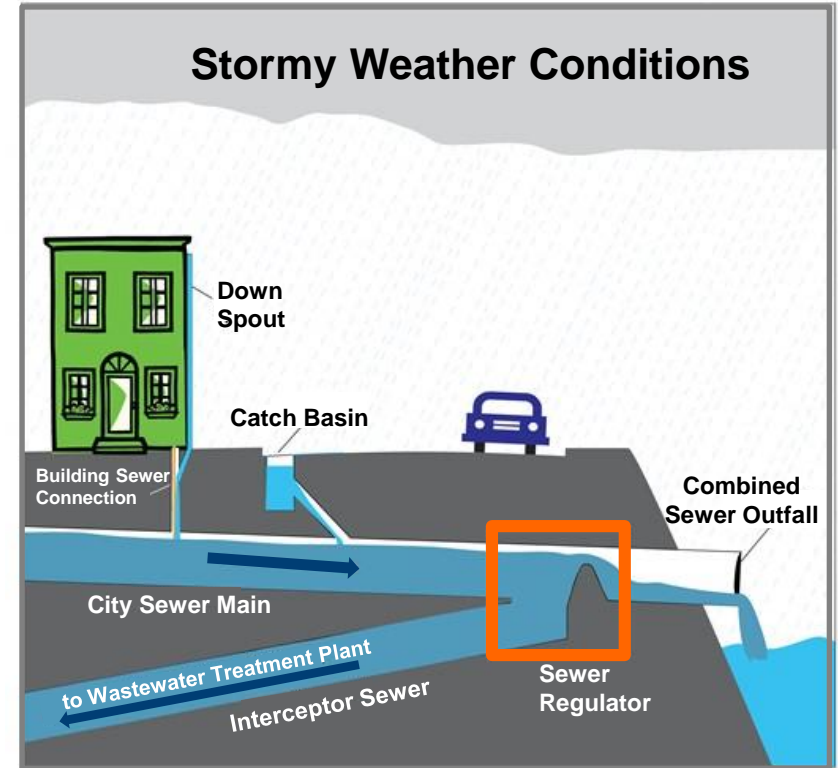 Stormy Weather Conditions
Down
Spout
Catch Basin
Building Sewer
Connection
Combined
Sewer Outfall
City Sewer Main
to Wastewater Treatment Plant
Interceptor Sewer
Sewer
Regulator